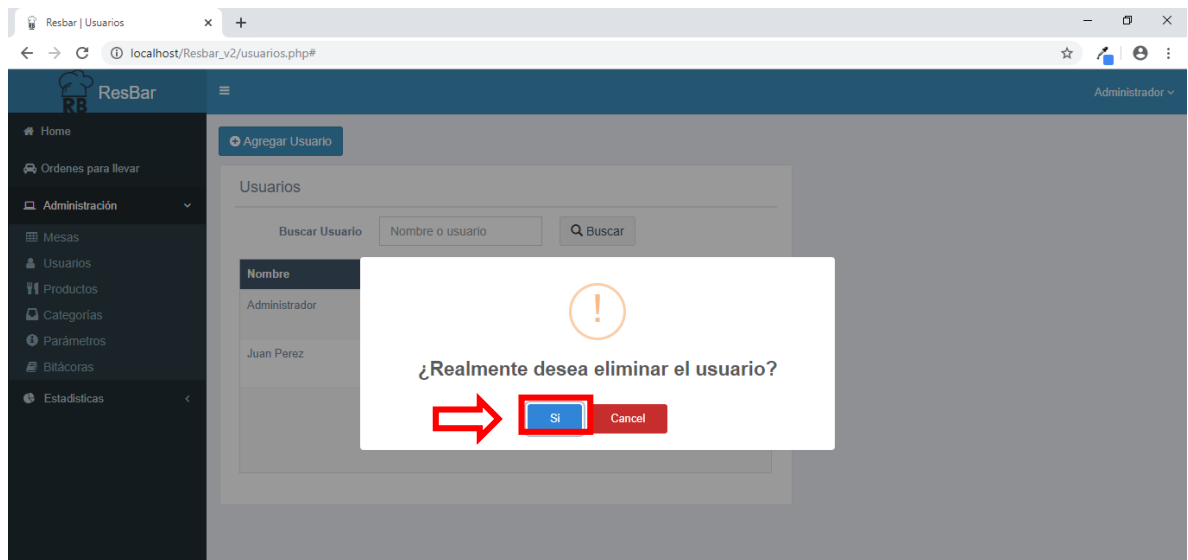 Resbar | Usuarios
localhost/Resbar_v2/usuarios.php#
RB
ResBar
Administrador
Home
Agregar Usuario
Ordenes para llevar
Usuarios
Administración
Buscar Usuario
Nombre o usuario
Buscar
Mesas
Usuarios
Nombre
Productos
Administrador
Categorías
Parámetros
Juan Perez
Bitácoras
¿Realmente desea eliminar el usuario?
Estadisticas
Si
Cancel